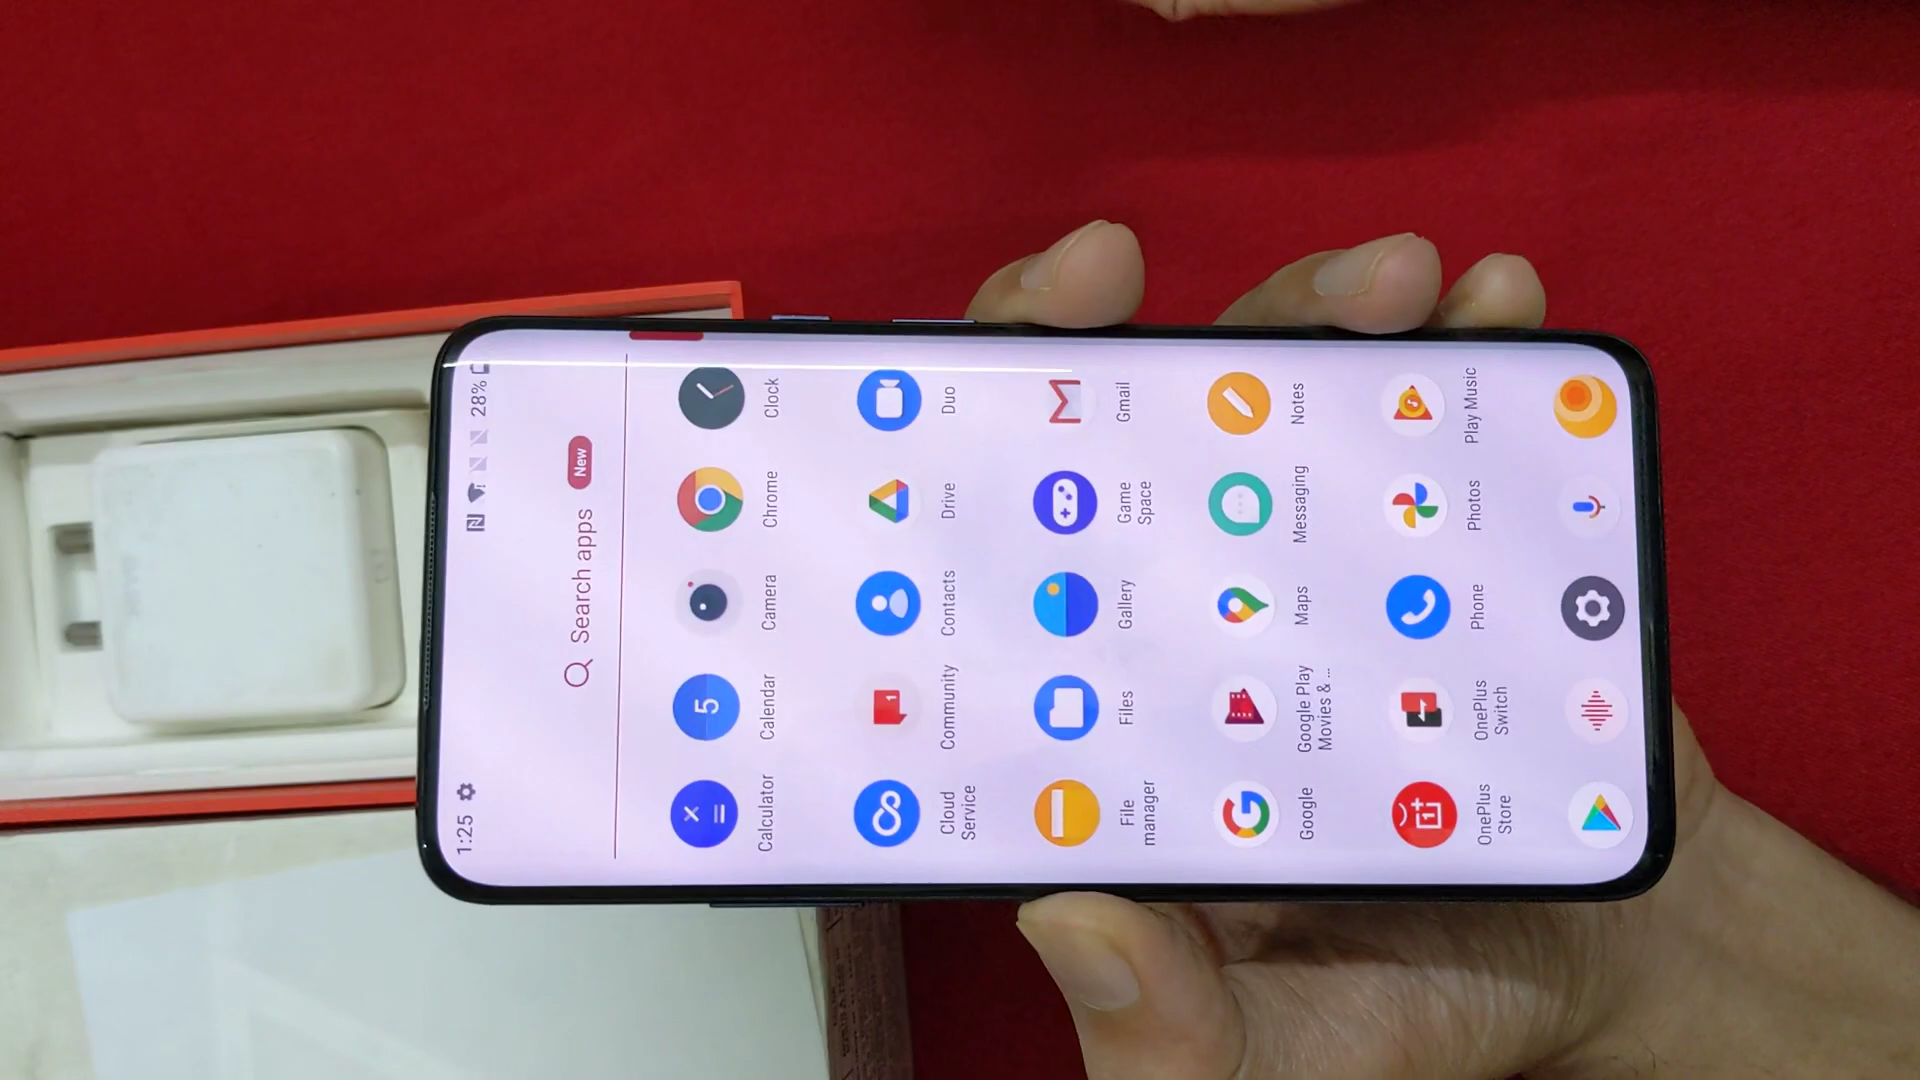 1:25
28%
Search apps
New
Calculator
Calendar
5
Camera
Chrome
Clock
Cloud
Service
Community
1
Contacts
Drive
Duo
File
manager
Files
Gallery
Game
Space
Gmail
Google
Google Play
Movies & ...
Maps
Messaging
Notes
OnePlus
Store
OnePlus
Switch
Phone
Photos
Play Music